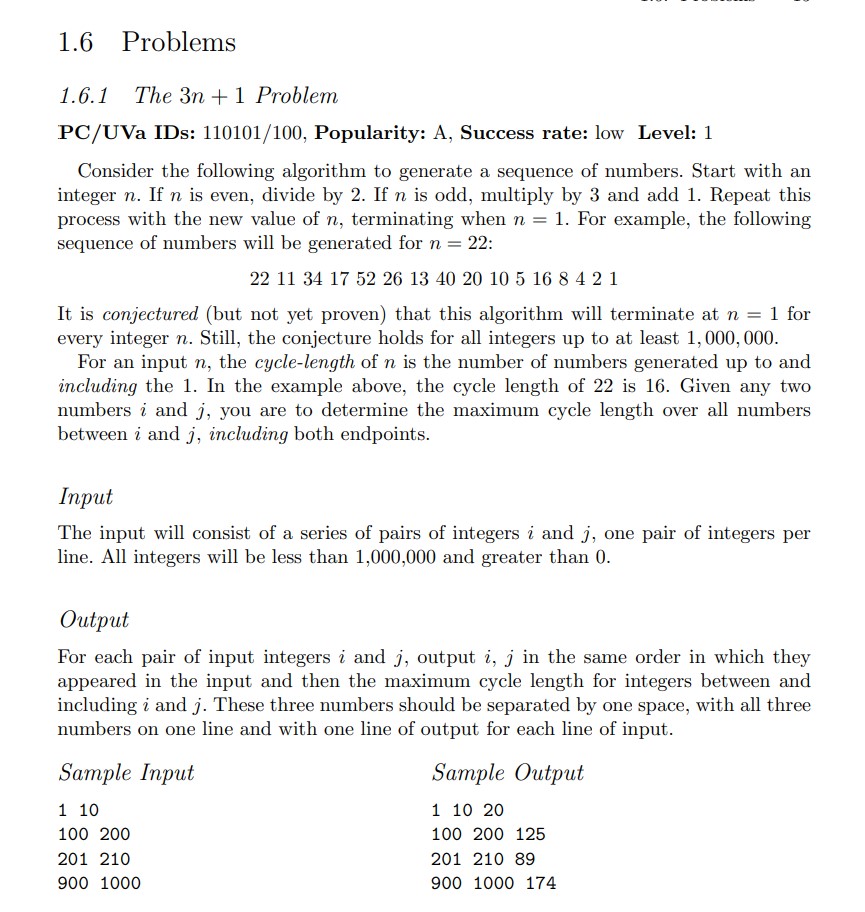 1.6 Problems
1.6.1 The 3n + 1 Problem
PC/UVa IDs: 110101/100, Popularity: A, Success rate: low Level: 1
Consider the following algorithm to generate a sequence of numbers. Start with an
integer n. If n is even, divide by 2. If n is odd, multiply by 3 and add 1. Repeat this
process with the new value of n, terminating when n = 1. For example, the following
sequence of numbers will be generated for n = 22:
22 11 34 17 52 26 13 40 20 10 5 16 8 4 2 1
It is conjectured (but not yet proven) that this algorithm will terminate at n = 1 for
every integer n. Still, the conjecture holds for all integers up to at least 1, 000, 000.
For an input n, the cycle-length of n is the number of numbers generated up to and
including the 1. In the example above, the cycle length of 22 is 16. Given any two
numbers i and j, you are to determine the maximum cycle length over all numbers
between i and j, including both endpoints.
Input
The input will consist of a series of pairs of integers i and j, one pair of integers per
line. All integers will be less than 1,000,000 and greater than 0.
Output
For each pair of input integers i and j, output i, j in the same order in which they
appeared in the input and then the maximum cycle length for integers between and
including i and j. These three numbers should be separated by one space, with all three
numbers on one line and with one line of output for each line of input.
Sample Input
1 10
100 200
201 210
900 1000
Sample Output
1 10 20
100 200 125
201 210 89
900 1000 174